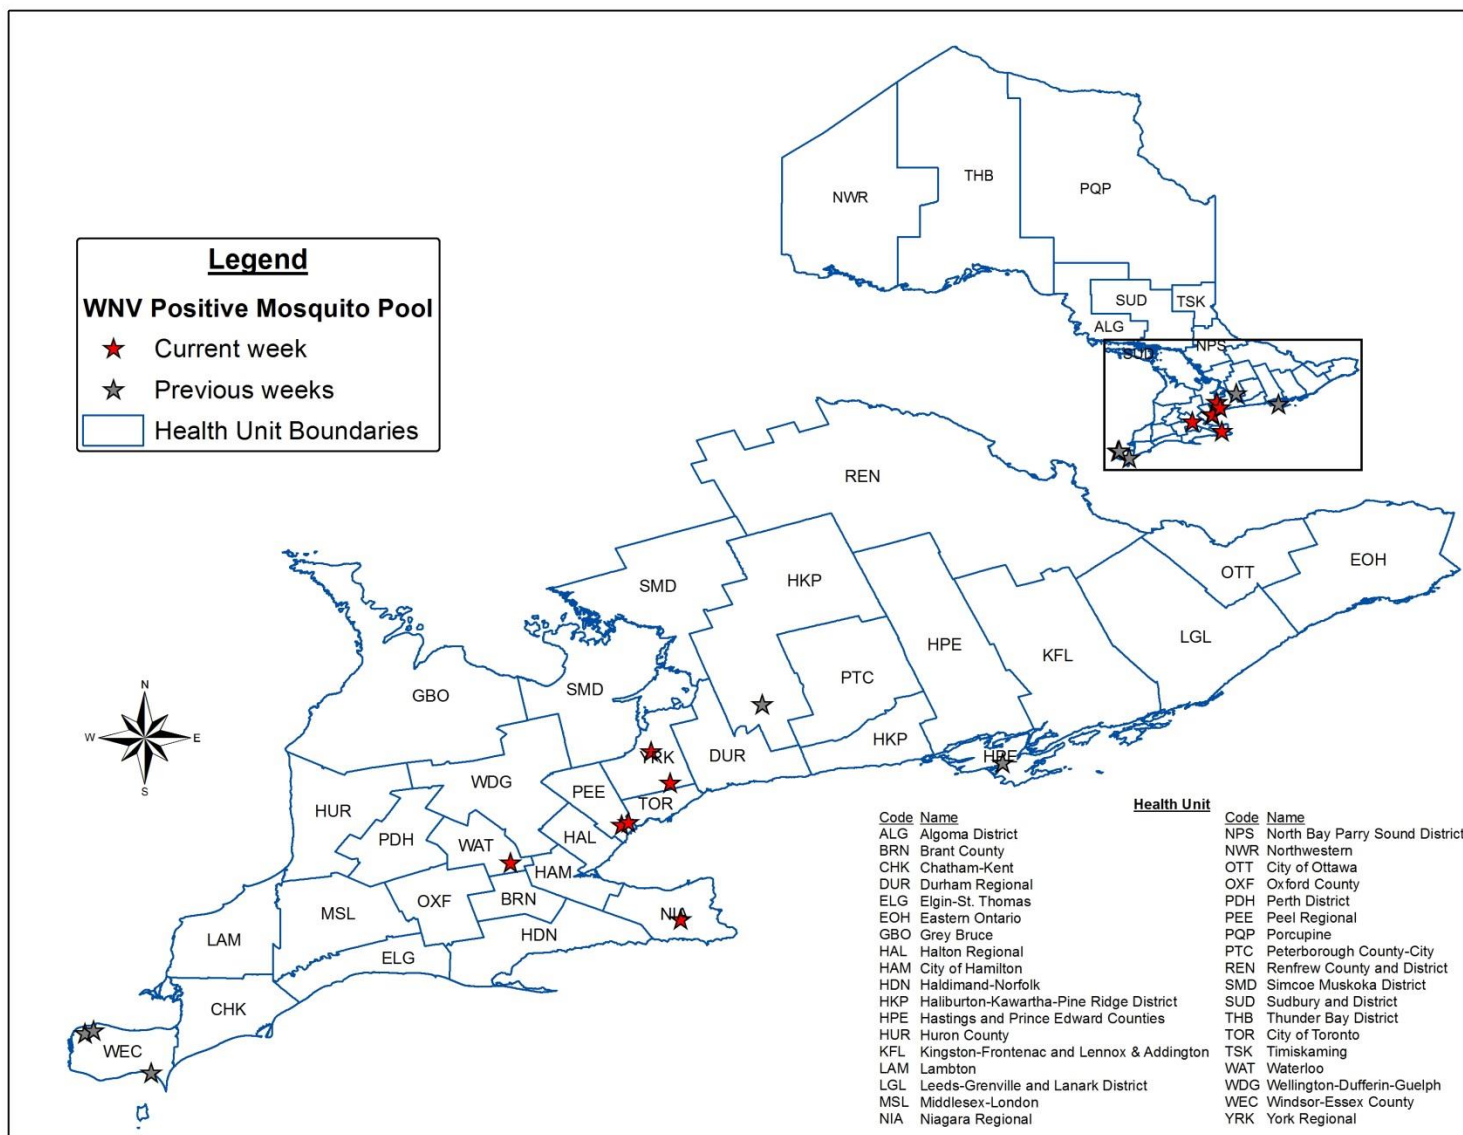 NWR
THB
PQP
Legend
WNV Positive Mosquito Pool
Current week
Previous weeks
Health Unit Boundaries
SUD
TSK
ALG
NPS
SUD
REN
SMD
HKP
OTT
EOH
HPE
KFL
LGL
PTC
GBO
SMD
N
W
E
S
YRK
DUR
HKP
HPE
WDG
PEE
TOR
HUR
PDH
WAT
HAL
HAM
OXF
BRN
MSL
NIA
LAM
HDN
ELG
CHK
WEC
Health Unit
Code Name
ALG Algoma District
BRN Brant County
CHK Chatham-Kent
DUR Durham Regional
ELG Elgin-St. Thomas
EOH Eastern Ontario
GBO Grey Bruce
HAL Halton Regional
HAM City of Hamilton
HDN Haldimand-Norfolk
HKP Haliburton-Kawartha-Pine Ridge District
HPE Hastings and Prince Edward Counties
HUR Huron County
KFL Kingston-Frontenac and Lennox & Addington
LAM Lambton
LGL Leeds-Grenville and Lanark District
MSL Middlesex-London
NIA Niagara Regional
Code Name
NPS North Bay Parry Sound District
NWR Northwestern
OTT City of Ottawa
OXF Oxford County
PDH Perth District
PEE Peel Regional
PQP Porcupine
PTC Peterborough County-City
REN Renfrew County and District
SMD Simcoe Muskoka District
SUD Sudbury and District
THB Thunder Bay District
TOR City of Toronto
TSK Timiskaming
WAT Waterloo
WDG Wellington-Dufferin-Guelph
WEC Windsor-Essex County
YRK York Regional